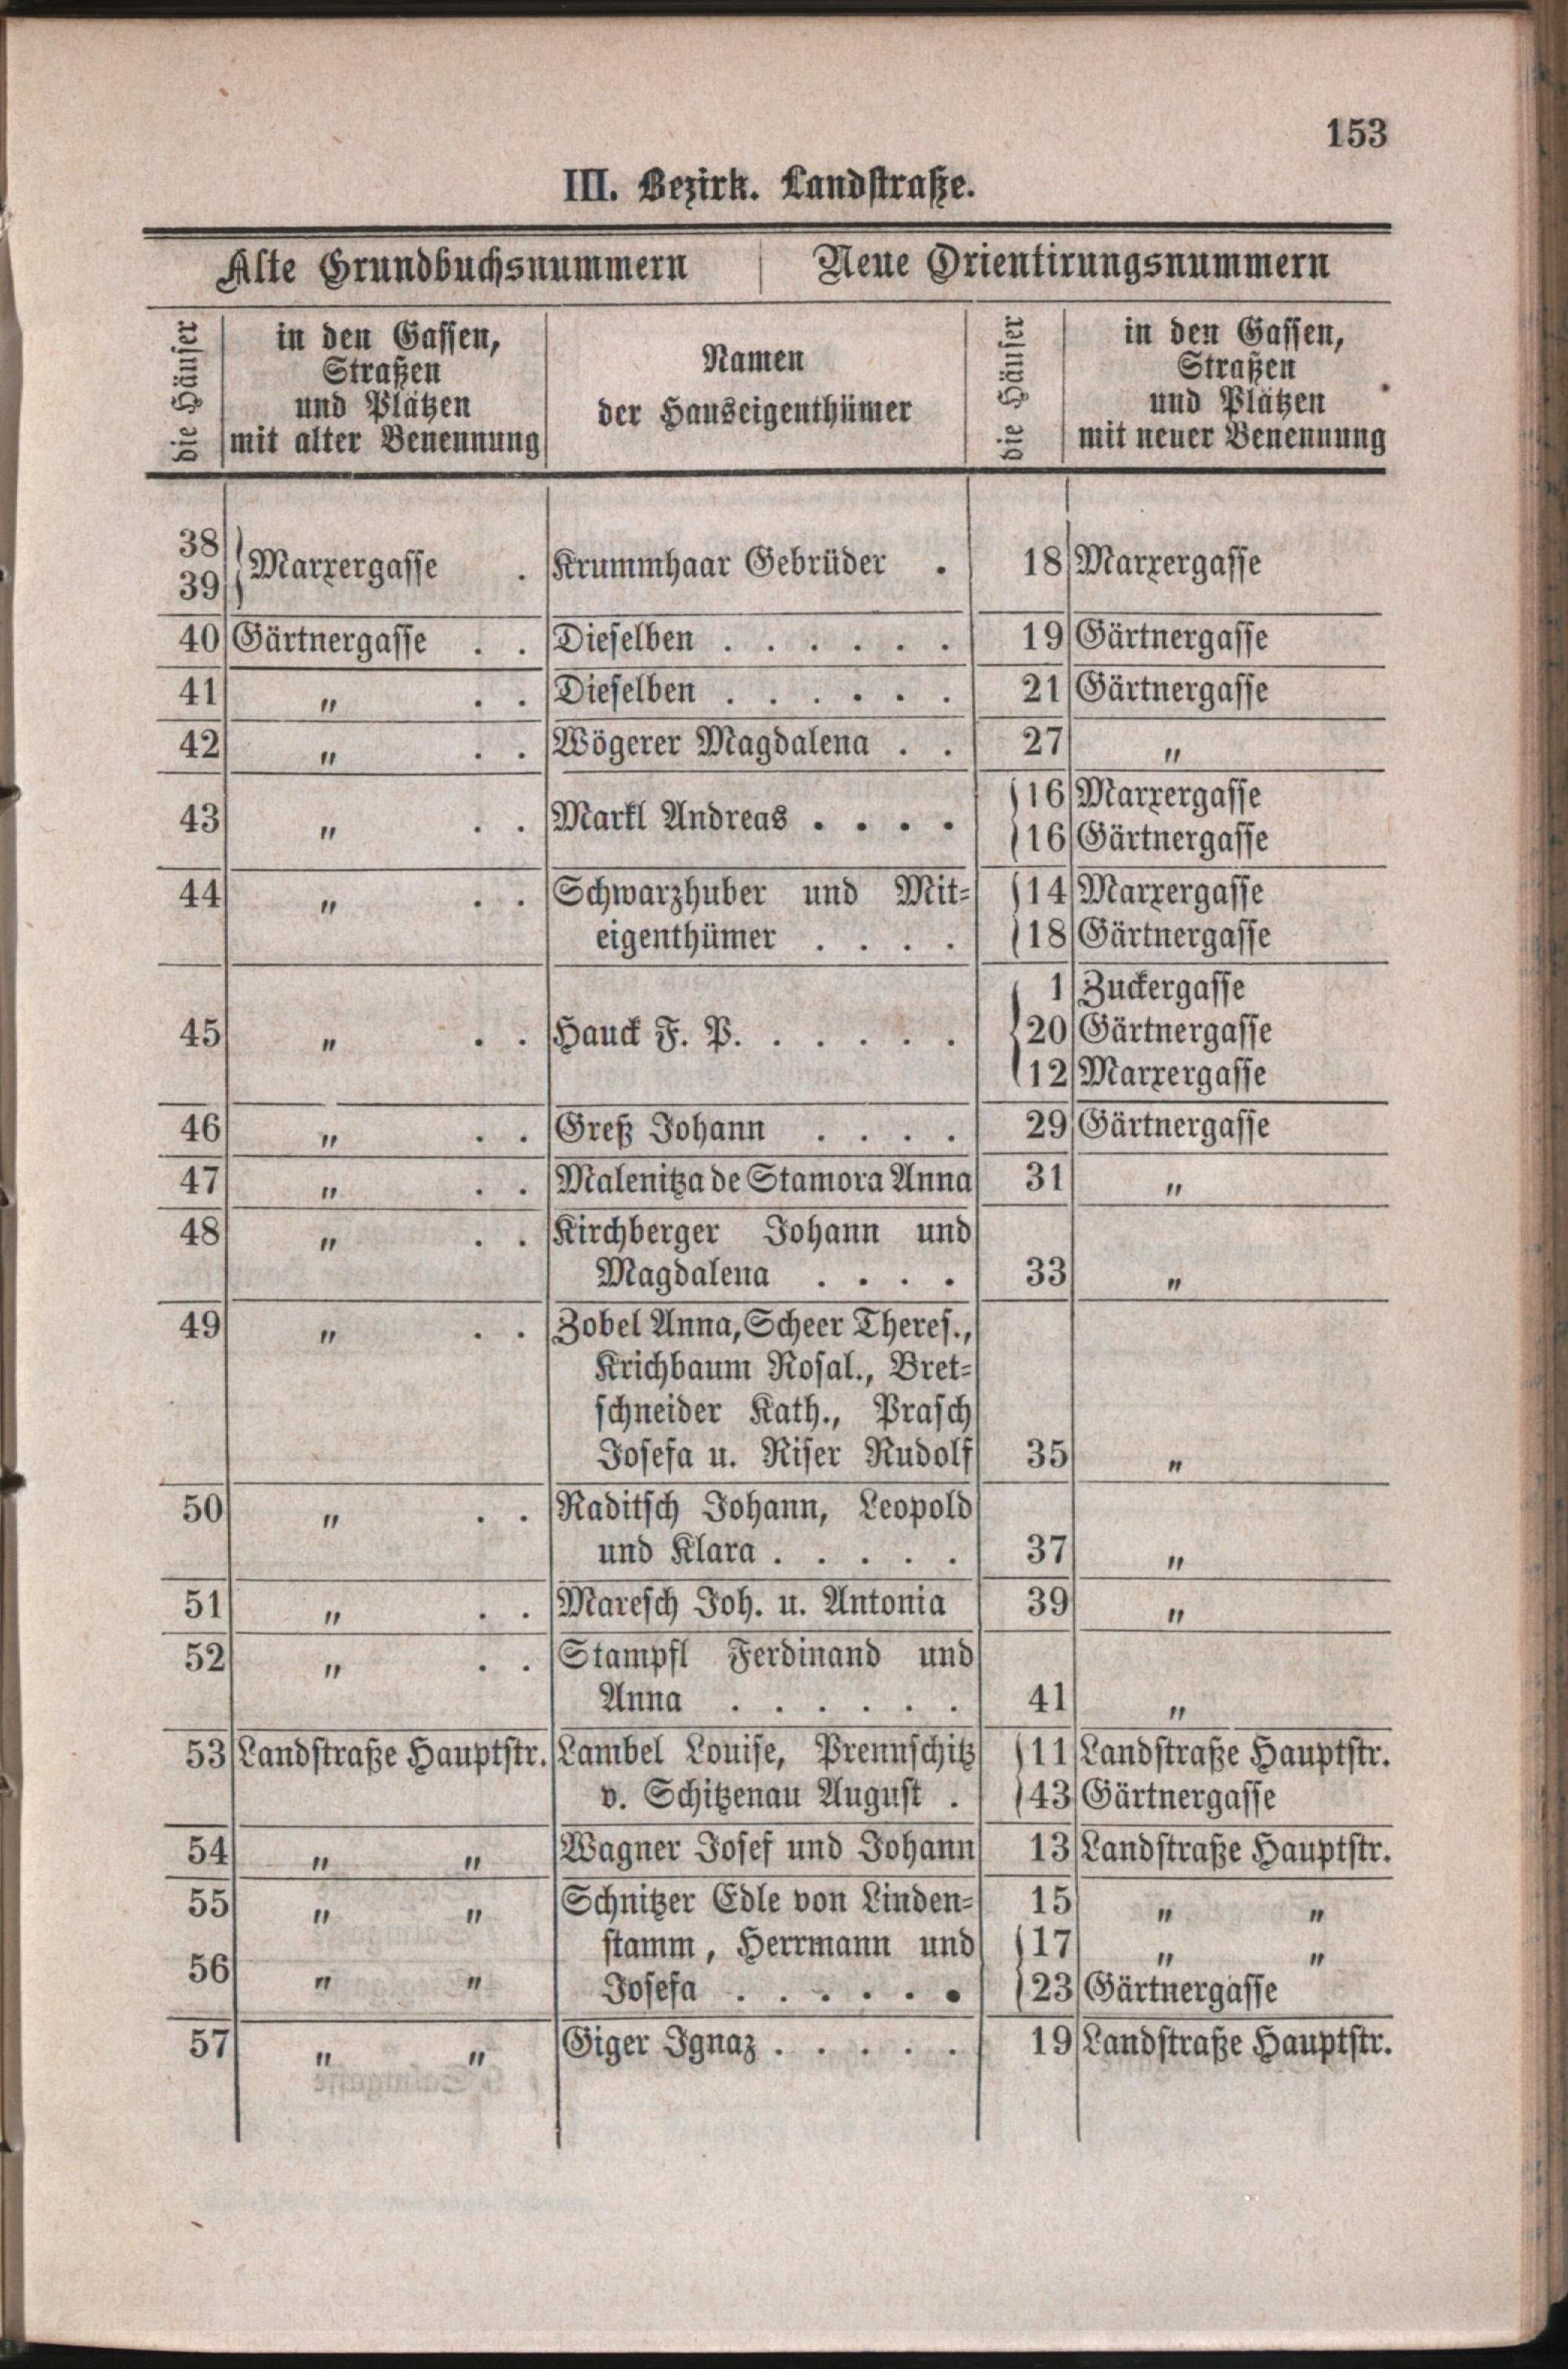 153
III. Bezirk. Landstraße.
Alte Grundbuchsnummern | Neue Orientirungsnummern
die Häuser | in den Gassen, Straßen und Plätzen mit alter Benennung | Namen der Hauseigenthümer | die Häuser | in den Gassen, Straßen und Plätzen mit neuer Benennung
38
39 } Marxergasse . Krummhaar Gebrüder . 18 Marxergasse
40 Gärtnergasse . . Dieselben . . . . . . 19 Gärtnergasse
41 „ . . Dieselben . . . . . . 21 Gärtnergasse
42 „ . . Wögerer Magdalena . . 27 „
43 „ . . Markl Andreas . . . . { 16 Marxergasse
{ 16 Gärtnergasse
44 „ . . Schwarzhuber und Mit- { 14 Marxergasse
eigenthümer . . . . { 18 Gärtnergasse
1 Zuckergasse
45 „ . . Hauck F. P. . . . . . { 20 Gärtnergasse
12 Marxergasse
46 „ . . Greß Johann . . . . 29 Gärtnergasse
47 „ . . Malenitza de Stamora Anna 31 „
48 „ . . Kirchberger Johann und
Magdalena . . . . 33 „
49 „ . . Zobel Anna, Scheer Theres.,
Krichbaum Rosal., Bret-
schneider Kath., Prasch
Josefa u. Riser Rudolf 35 „
50 „ . . Raditsch Johann, Leopold
und Klara . . . . . 37 „
51 „ . . Maresch Joh. u. Antonia 39 „
52 „ . . Stampfl Ferdinand und
Anna . . . . . . 41 „
53 Landstraße Hauptstr. Lambel Louise, Prennschitz { 11 Landstraße Hauptstr.
v. Schitzenau August . { 43 Gärtnergasse
54 „ „ Wagner Josef und Johann 13 Landstraße Hauptstr.
55 „ „ Schnitzer Edle von Linden- 15 „ „
stamm, Herrmann und { 17 „ „
56 „ „ Josefa . . . . . . { 23 Gärtnergasse
57 „ „ Giger Ignaz . . . . . 19 Landstraße Hauptstr.